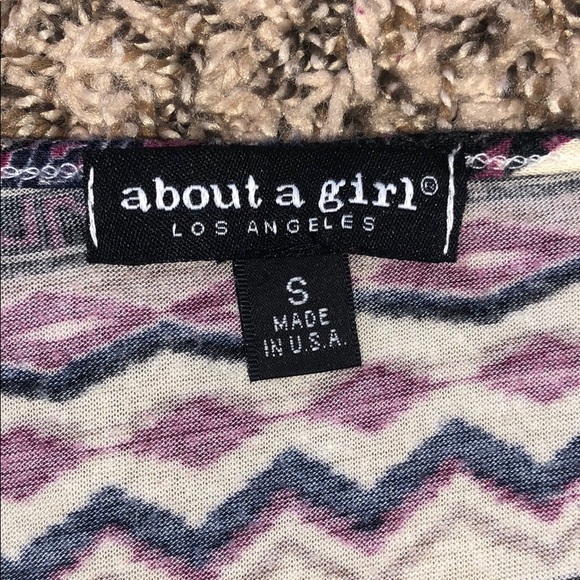 about a girl®
LOS ANGELES
S
MADE
IN U.S.A.